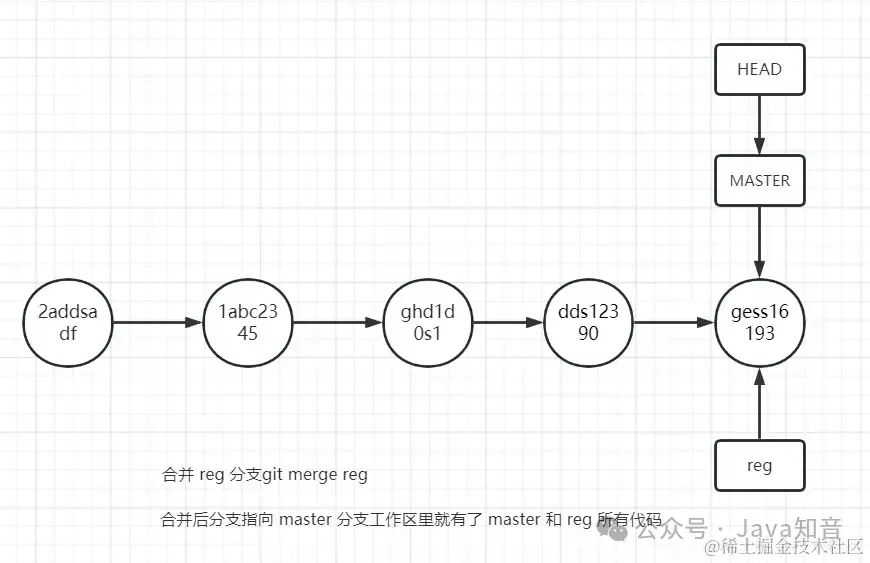 HEAD
MASTER
2addsa
df
1abc23
45
ghd1d
0s1
dds123
90
gess16
193
reg
合并 reg 分支git merge reg
合并后分支指向 master 分支工作区里就有了 master 和 reg 所有代码
公众号 · Java知音
@稀土掘金技术社区